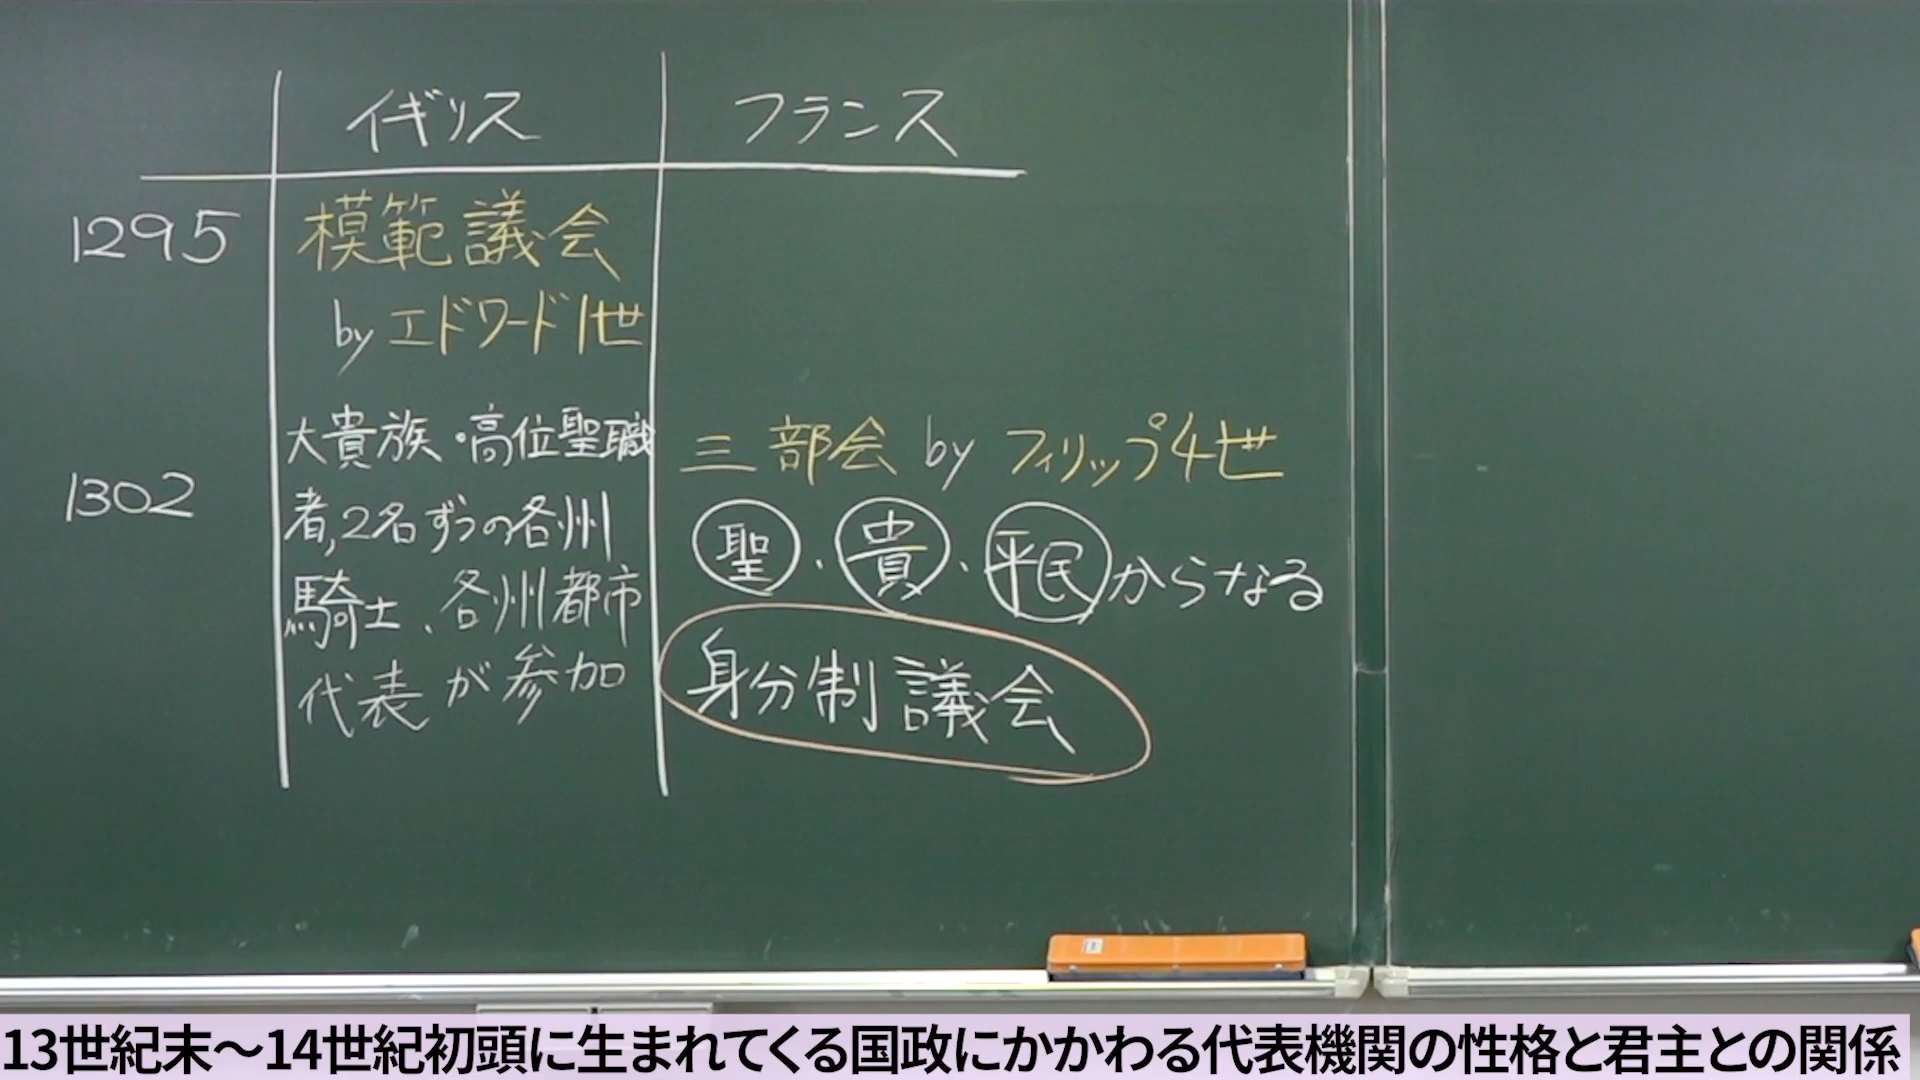 イギリス
フランス
1295
模範議会
by エドワード1世
大貴族・高位聖職
者,2名ずつの各州
騎士、各州都市
代表が参加
1302
三部会 by フィリップ4世
聖・貴・平民からなる
身分制議会
13世紀末～14世紀初頭に生まれてくる国政にかかわる代表機関の性格と君主との関係